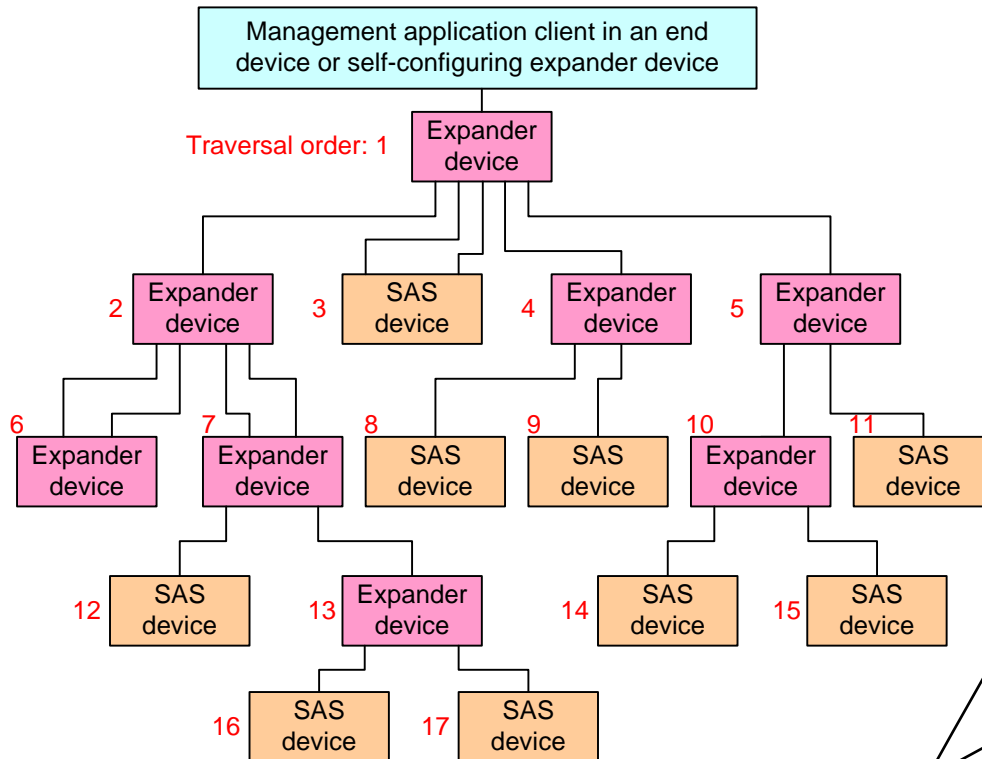 Management application client in an end
device or self-configuring expander device
Traversal order: 1
Expander
device
2
Expander
device
3
SAS
device
4
Expander
device
5
Expander
device
6
Expander
device
7
Expander
device
8
SAS
device
9
SAS
device
10
Expander
device
11
SAS
device
12
SAS
device
13
Expander
device
14
SAS
device
15
SAS
device
16
SAS
device
17
SAS
device